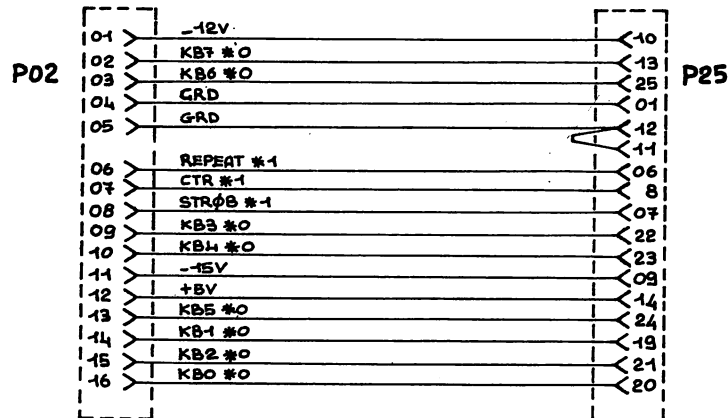 P02
P25
01 -12V 10
02 KB7 *0 13
03 KB6 *0 25
04 GRD 01
05 GRD 12
11
06 REPEAT *1 06
07 CTR *1 8
08 STRØB *1 07
09 KB3 *0 22
10 KB4 *0 23
11 -15V 09
12 +BV 14
13 KB5 *0 24
14 KB1 *0 19
15 KB2 *0 21
16 KB0 *0 20